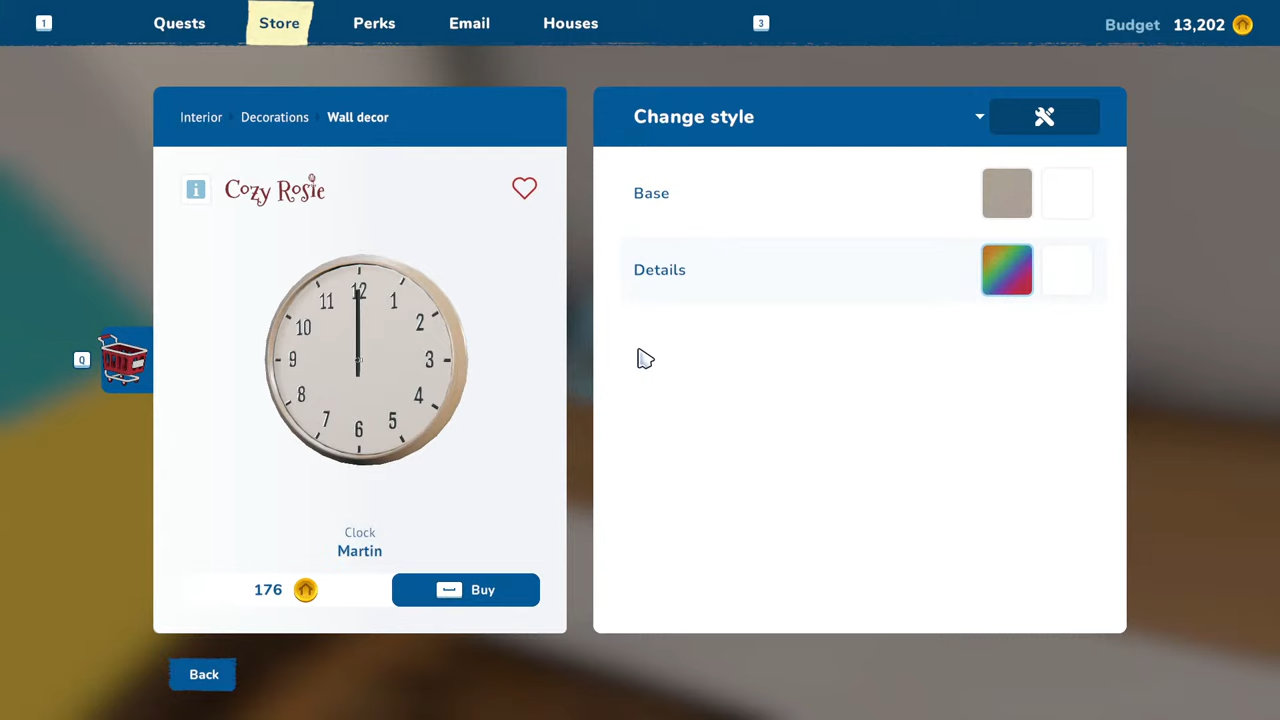 1
Quests
Store
Perks
Email
Houses
3
Budget 13,202
Interior Decorations Wall decor
i
Cozy Rosie
12
1
2
3
4
5
6
7
8
9
10
11
Clock
Martin
176
Buy
Q
Back
Change style
Base
Details